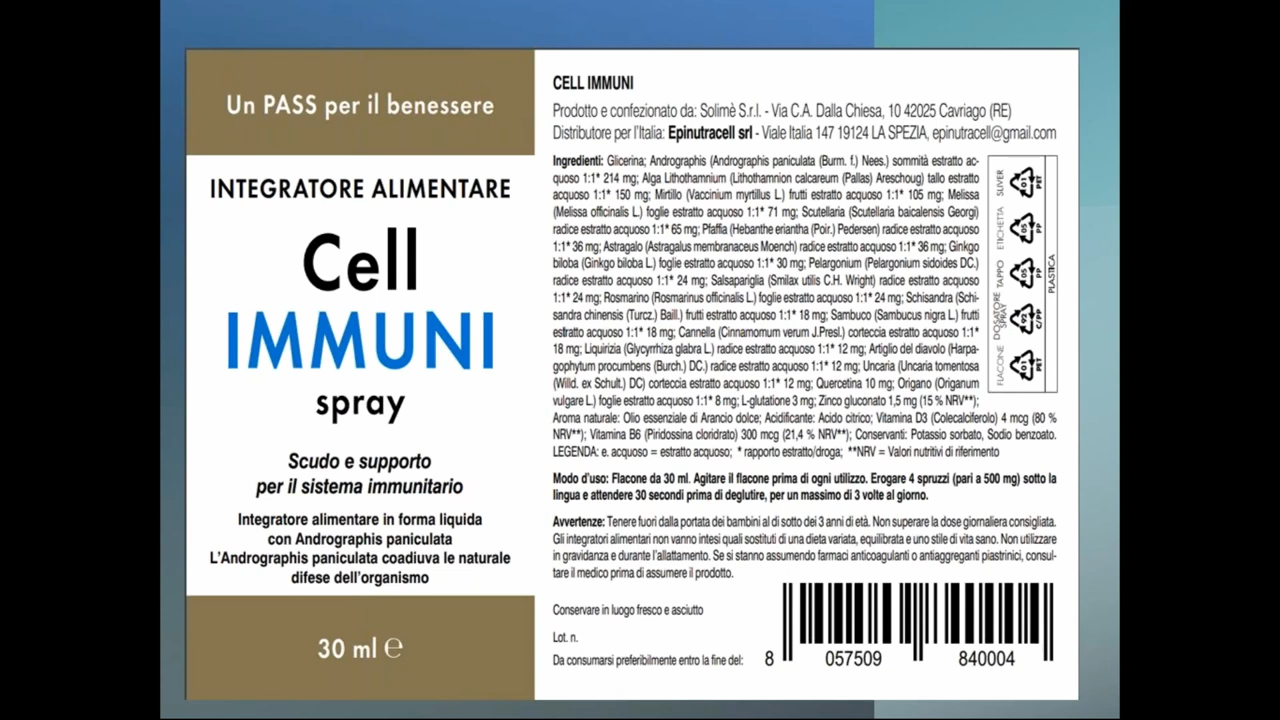 Un PASS per il benessere
INTEGRATORE ALIMENTARE
Cell
IMMUNI
spray
Scudo e supporto
per il sistema immunitario
Integratore alimentare in forma liquida
con Andrographis paniculata
L'Andrographis paniculata coadiuva le naturale
difese dell'organismo
30 ml ℮
CELL IMMUNI
Prodotto e confezionato da: Solimè S.r.l. - Via C.A. Dalla Chiesa, 10 42025 Cavriago (RE)
Distributore per l'Italia: Epinutracell srl - Viale Italia 147 19124 LA SPEZIA, epinutracell@gmail.com
Ingredienti: Glicerina; Andrographis (Andrographis paniculata (Burm. f.) Nees.) sommità estratto ac-
quoso 1:1* 214 mg; Alga Lithothamnium (Lithothamnion calcareum (Pallas) Areschoug) tallo estratto
acquoso 1:1* 150 mg; Mirtillo (Vaccinium myrtillus L.) frutti estratto acquoso 1:1* 105 mg; Melissa
(Melissa officinalis L.) foglie estratto acquoso 1:1* 71 mg; Scutellaria (Scutellaria baicalensis Georgi)
radice estratto acquoso 1:1* 65 mg; Pfaffia (Hebanthe eriantha (Poir.) Pedersen) radice estratto acquoso
1:1* 36 mg; Astragalo (Astragalus membranaceus Moench) radice estratto acquoso 1:1* 36 mg; Ginkgo
biloba (Ginkgo biloba L.) foglie estratto acquoso 1:1* 30 mg; Pelargonium (Pelargonium sidoides DC.)
radice estratto acquoso 1:1* 24 mg; Salsapariglia (Smilax utilis C.H. Wright) radice estratto acquoso
1:1* 24 mg; Rosmarino (Rosmarinus officinalis L.) foglie estratto acquoso 1:1* 24 mg; Schisandra (Schi-
sandra chinensis (Turcz.) Baill.) frutti estratto acquoso 1:1* 18 mg; Sambuco (Sambucus nigra L.) frutti
estratto acquoso 1:1* 18 mg; Cannella (Cinnamomum verum J.Presl.) corteccia estratto acquoso 1:1*
18 mg; Liquirizia (Glycyrrhiza glabra L.) radice estratto acquoso 1:1* 12 mg; Artiglio del diavolo (Harpa-
gophytum procumbens (Burch.) DC.) radice estratto acquoso 1:1* 12 mg; Uncaria (Uncaria tomentosa
(Willd. ex Schult.) DC) corteccia estratto acquoso 1:1* 12 mg; Quercetina 10 mg; Origano (Origanum
vulgare L.) foglie estratto acquoso 1:1* 8 mg; L-glutatione 3 mg; Zinco gluconato 1,5 mg (15 % NRV**);
Aroma naturale: Olio essenziale di Arancio dolce; Acidificante: Acido citrico; Vitamina D3 (Colecalciferolo) 4 mcg (80 %
NRV**); Vitamina B6 (Piridossina cloridrato) 300 mcg (21,4 % NRV**); Conservanti: Potassio sorbato, Sodio benzoato.
LEGENDA: e. acquoso = estratto acquoso; * rapporto estratto/droga; **NRV = Valori nutritivi di riferimento
FLACONE DOSATORE SPRAY TAPPO ETICHETTA SLIVER
01 PET
92 C/PP
05 PP
05 PP
01 PET
PLASTICA
Modo d'uso: Flacone da 30 ml. Agitare il flacone prima di ogni utilizzo. Erogare 4 spruzzi (pari a 500 mg) sotto la
lingua e attendere 30 secondi prima di deglutire, per un massimo di 3 volte al giorno.
Avvertenze: Tenere fuori dalla portata dei bambini al di sotto dei 3 anni di età. Non superare la dose giornaliera consigliata.
Gli integratori alimentari non vanno intesi quali sostituti di una dieta variata, equilibrata e uno stile di vita sano. Non utilizzare
in gravidanza e durante l'allattamento. Se si stanno assumendo farmaci anticoagulanti o antiaggreganti piastrinici, consul-
tare il medico prima di assumere il prodotto.
Conservare in luogo fresco e asciutto
Lot. n.
Da consumarsi preferibilmente entro la fine del:
8 057509 840004